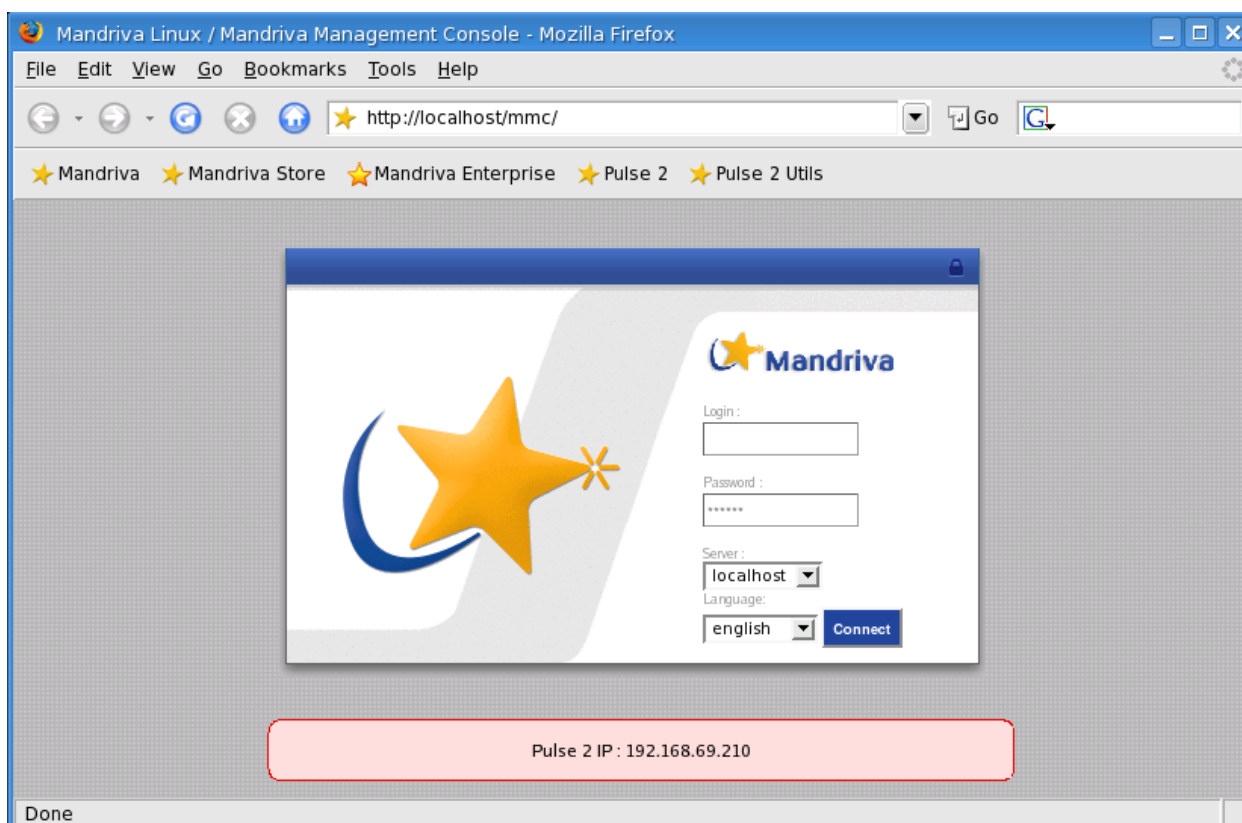 Mandriva Linux / Mandriva Management Console - Mozilla Firefox
File Edit View Go Bookmarks Tools Help
http://localhost/mmc/ Go G
Mandriva Mandriva Store Mandriva Enterprise Pulse 2 Pulse 2 Utils
Mandriva
Login :
Password :
******
Server :
localhost
Language:
english Connect
Pulse 2 IP : 192.168.69.210
Done